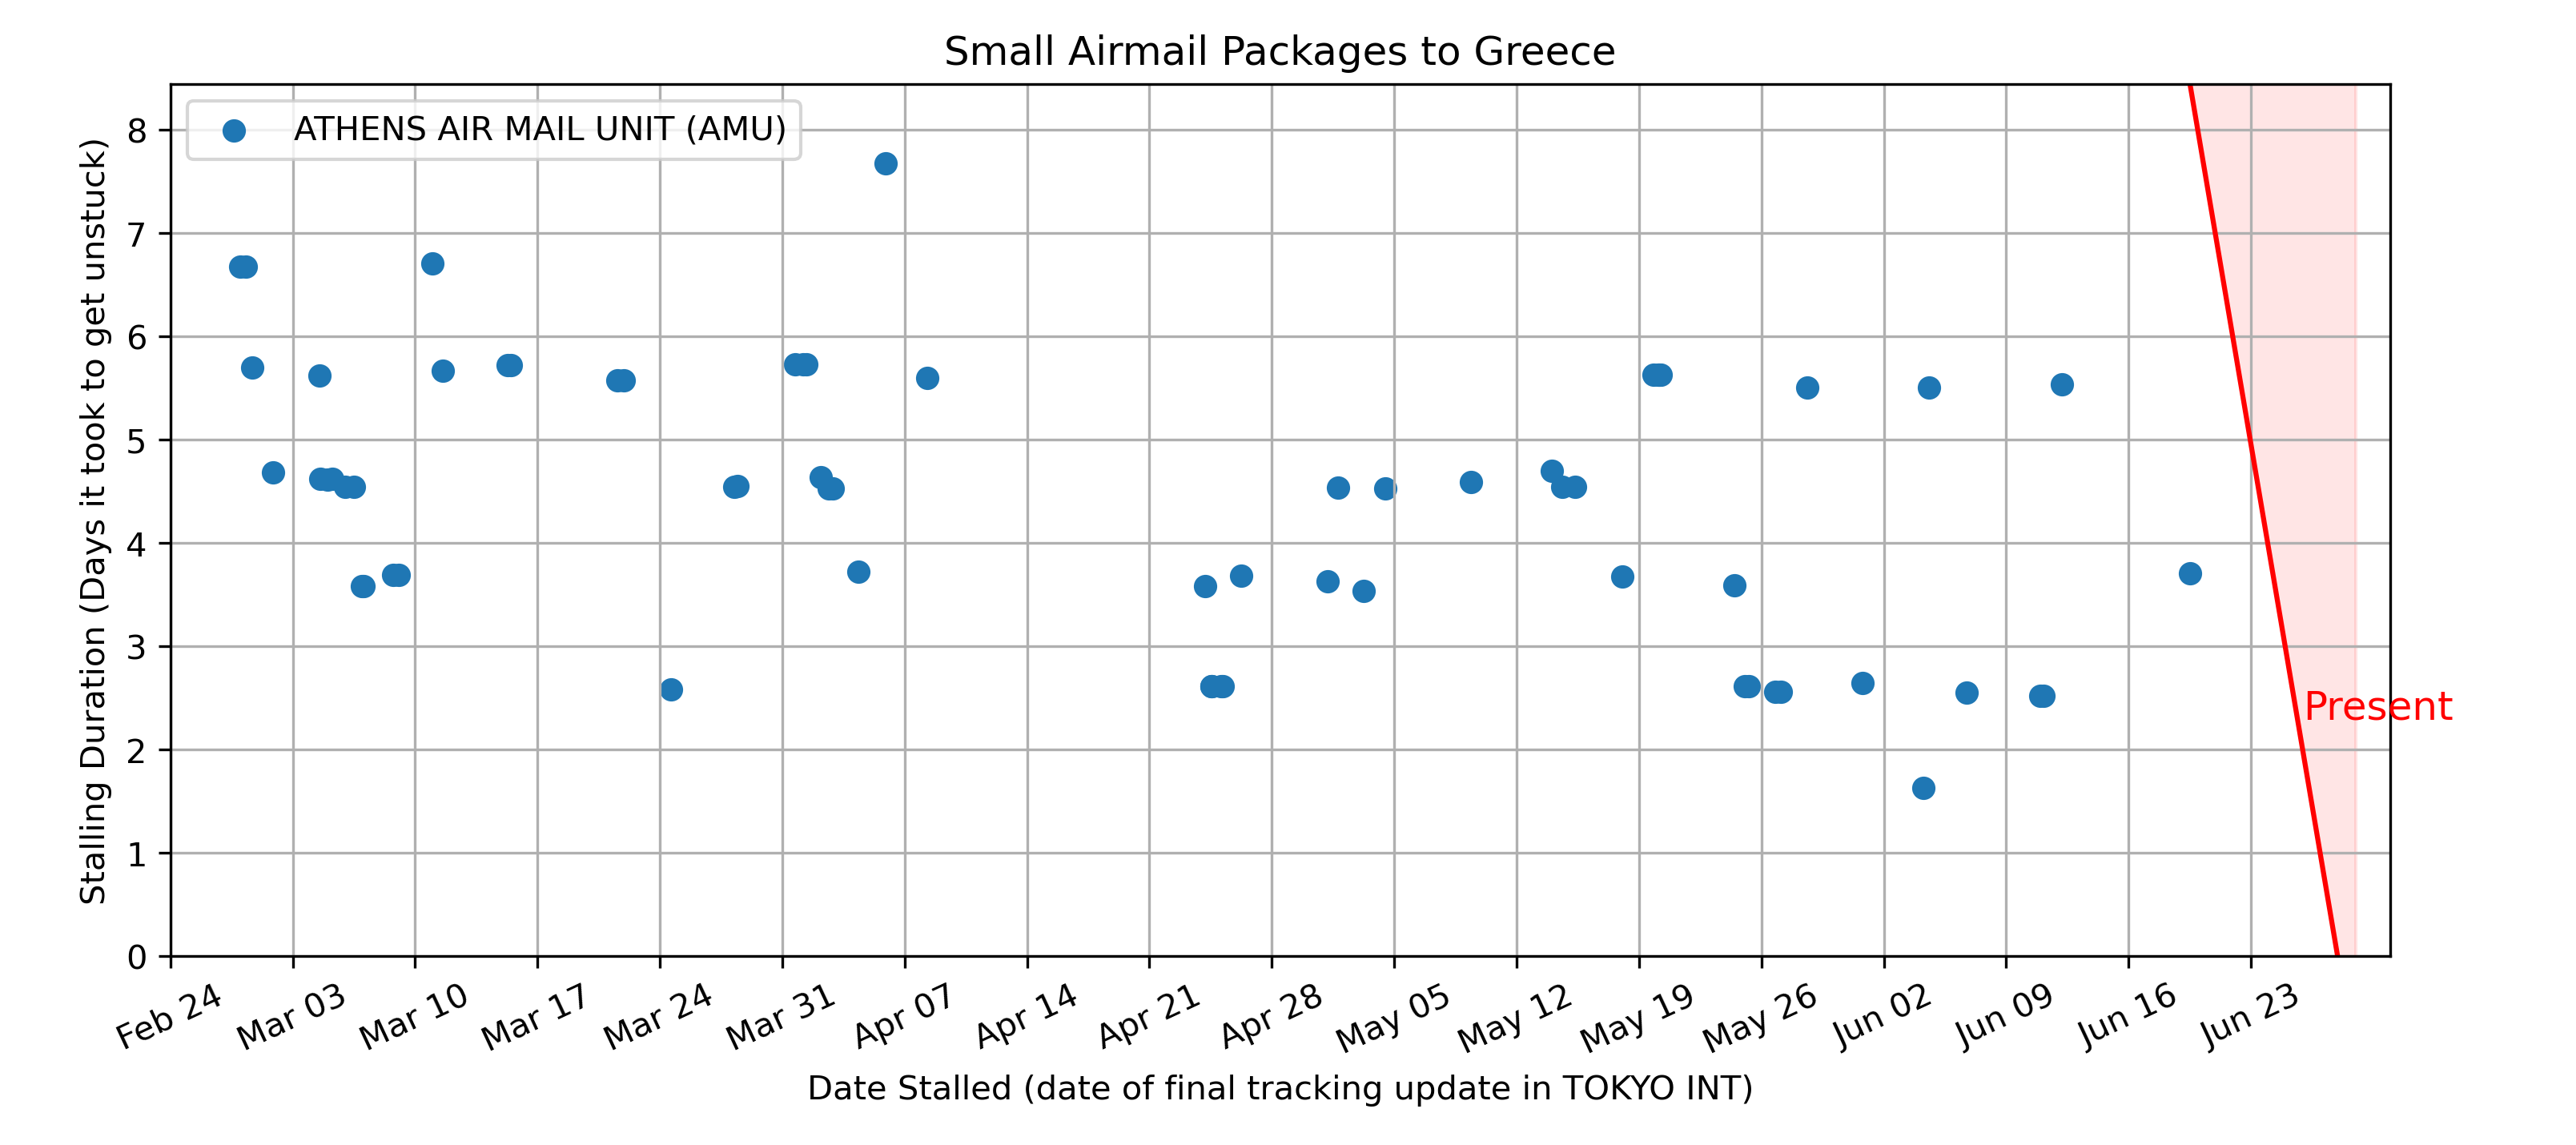 Small Airmail Packages to Greece
ATHENS AIR MAIL UNIT (AMU)
Stalling Duration (Days it took to get unstuck)
8
7
6
5
4
3
2
1
0
Present
Feb 24
Mar 03
Mar 10
Mar 17
Mar 24
Mar 31
Apr 07
Apr 14
Apr 21
Apr 28
May 05
May 12
May 19
May 26
Jun 02
Jun 09
Jun 16
Jun 23
Date Stalled (date of final tracking update in TOKYO INT)